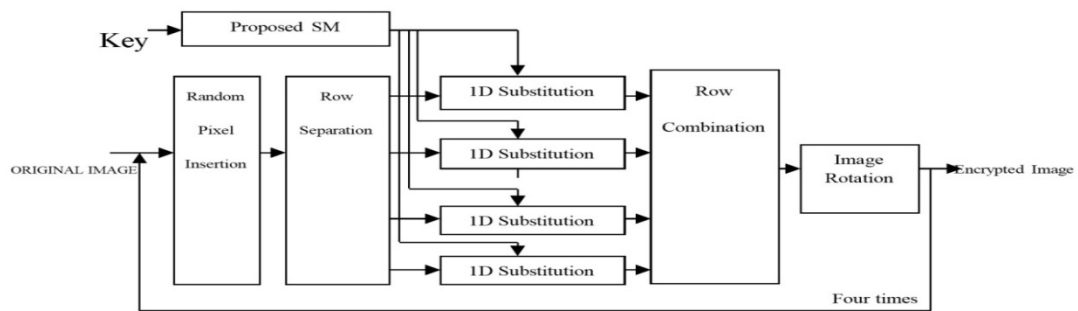 Key
Proposed SM
ORIGINAL IMAGE
Random
Pixel
Insertion
Row
Separation
1D Substitution
1D Substitution
1D Substitution
1D Substitution
Row
Combination
Image
Rotation
Encrypted Image
Four times